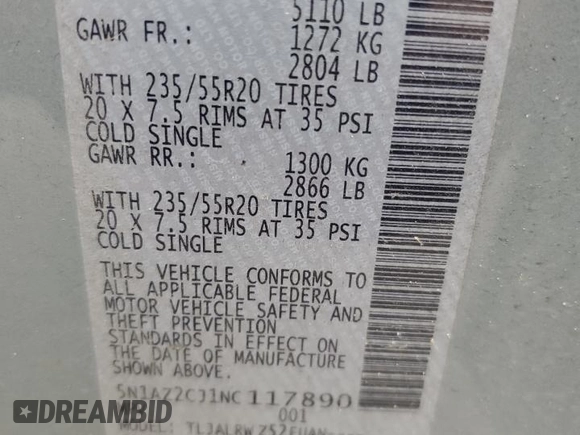 5110 LB
GAWR FR.: 1272 KG
2804 LB
WITH 235/55R20 TIRES
20 X 7.5 RIMS AT 35 PSI
COLD SINGLE
GAWR RR.: 1300 KG
2866 LB
WITH 235/55R20 TIRES
20 X 7.5 RIMS AT 35 PSI
COLD SINGLE
THIS VEHICLE CONFORMS TO
ALL APPLICABLE FEDERAL
MOTOR VEHICLE SAFETY AND
THEFT PREVENTION
STANDARDS IN EFFECT ON
THE DATE OF MANUFACTURE
SHOWN ABOVE.
5N1AZ2CJ1NC117890
001
DREAMBID
dreambid.com